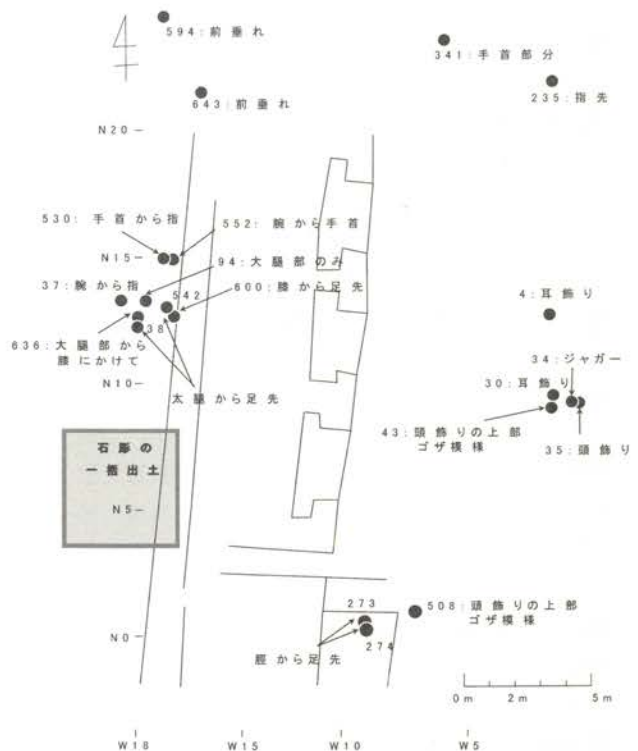 594：前垂れ
341：手首部分
235：指先
643：前垂れ
N20
530：手首から指
552：腕から手首
N15
94：大腿部のみ
37：腕から指
542
600：膝から足先
4：耳飾り
38
636：大腿部から
膝にかけて
34：ジャガー
N10
30：耳飾り
太腿から足先
43：頭飾りの上部
ゴザ模様
35：頭飾り
石彫の
一括出土
N5
273
508：頭飾りの上部
ゴザ模様
N0
274
脛から足先
0m
2m
5m
W18
W15
W10
W5